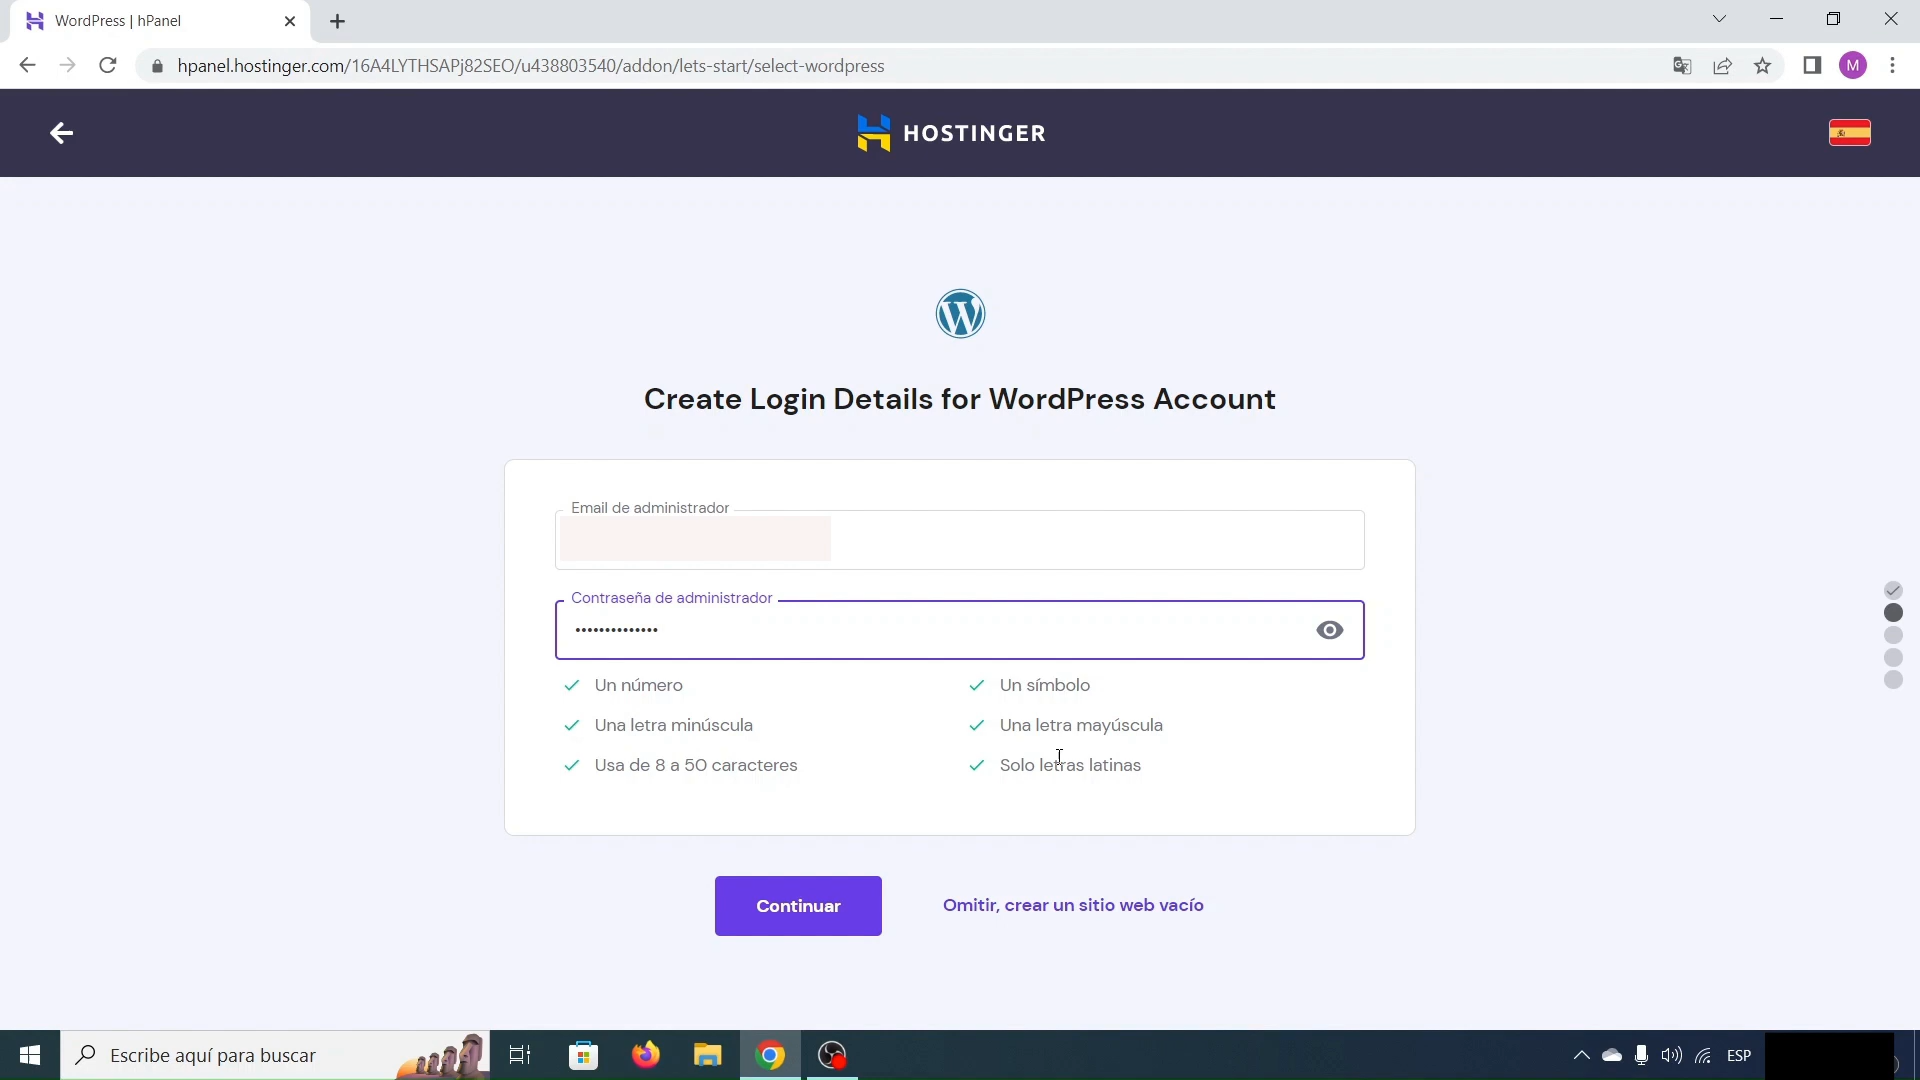 WordPress | hPanel
hpanel.hostinger.com/16A4LYTHSAPj82SEO/u438803540/addon/lets-start/select-wordpress
M
HOSTINGER
Create Login Details for WordPress Account
Email de administrador
Contraseña de administrador
••••••••••••••
Un número
Un símbolo
Una letra minúscula
Una letra mayúscula
Usa de 8 a 50 caracteres
Solo letras latinas
Continuar
Omitir, crear un sitio web vacío
Escribe aquí para buscar
ESP